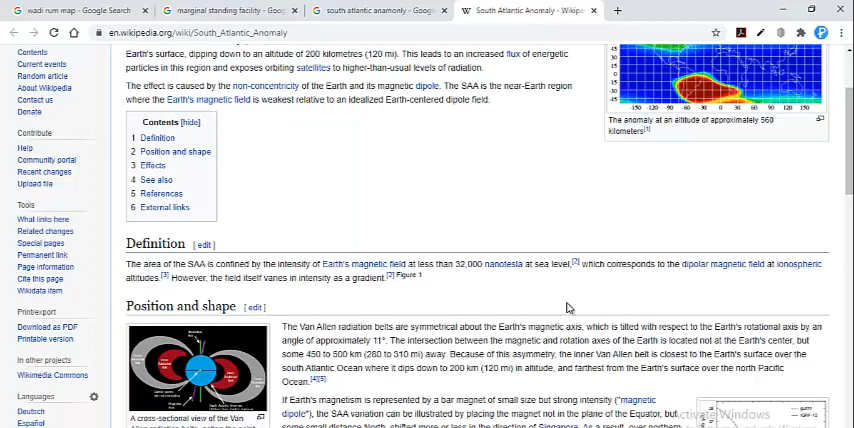 wadi rum map - Google Search
marginal standing facility - Goo
south atlantic anamonly - Google
South Atlantic Anomaly - Wikipe
en.wikipedia.org/wiki/South_Atlantic_Anomaly
Contents
Current events
Random article
About Wikipedia
Contact us
Donate
Contribute
Help
Community portal
Recent changes
Upload file
Tools
What links here
Related changes
Special pages
Permanent link
Page information
Cite this page
Wikidata item
Print/export
Download as PDF
Printable version
In other projects
Wikimedia Commons
Languages
Deutsch
Español
Earth's surface, dipping down to an altitude of 200 kilometres (120 mi). This leads to an increased flux of energetic
particles in this region and exposes orbiting satellites to higher-than-usual levels of radiation.
The effect is caused by the non-concentricity of the Earth and its magnetic dipole. The SAA is the near-Earth region
where the Earth's magnetic field is weakest relative to an idealized Earth-centered dipole field.
45
30
15
0
-15
-30
-45
-150 -120 -90 -60 -30 0 30 60 90 120 150
The anomaly at an altitude of approximately 560
kilometers[1]
Contents [hide]
1 Definition
2 Position and shape
3 Effects
4 See also
5 References
6 External links
Definition [ edit ]
The area of the SAA is confined by the intensity of Earth's magnetic field at less than 32,000 nanotesla at sea level,[2] which corresponds to the dipolar magnetic field at ionospheric
altitudes.[3] However, the field itself varies in intensity as a gradient.[2] Figure 1
Position and shape [ edit ]
The Van Allen radiation belts are symmetrical about the Earth's magnetic axis, which is tilted with respect to the Earth's rotational axis by an
angle of approximately 11°. The intersection between the magnetic and rotation axes of the Earth is located not at the Earth's center, but
some 450 to 500 km (280 to 310 mi) away. Because of this asymmetry, the inner Van Allen belt is closest to the Earth's surface over the
south Atlantic Ocean where it dips down to 200 km (120 mi) in altitude, and farthest from the Earth's surface over the north Pacific
Ocean.[4][5]
A cross-sectional view of the Van
If Earth's magnetism is represented by a bar magnet of small size but strong intensity ("magnetic
dipole"), the SAA variation can be illustrated by placing the magnet not in the plane of the Equator, but
some small distance North, shifted more or less in the direction of Singapore. As a result, over northern
Activate Windows